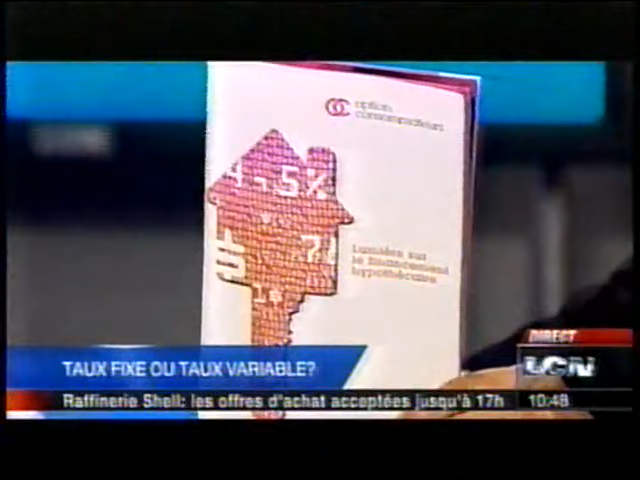 option
consommateurs
4,5%
$
7
1
Lumière sur
le financement
hypothécaire
DIRECT
LCN
TAUX FIXE OU TAUX VARIABLE?
Raffinerie Shell: les offres d'achat acceptées jusqu'à 17h
10:48